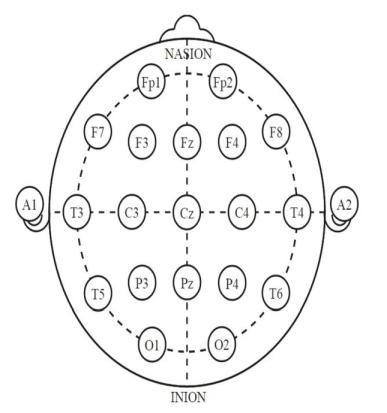 NASION
Fp1 Fp2
F7 F3 Fz F4 F8
A1 T3 C3 Cz C4 T4 A2
T5 P3 Pz P4 T6
O1 O2
INION